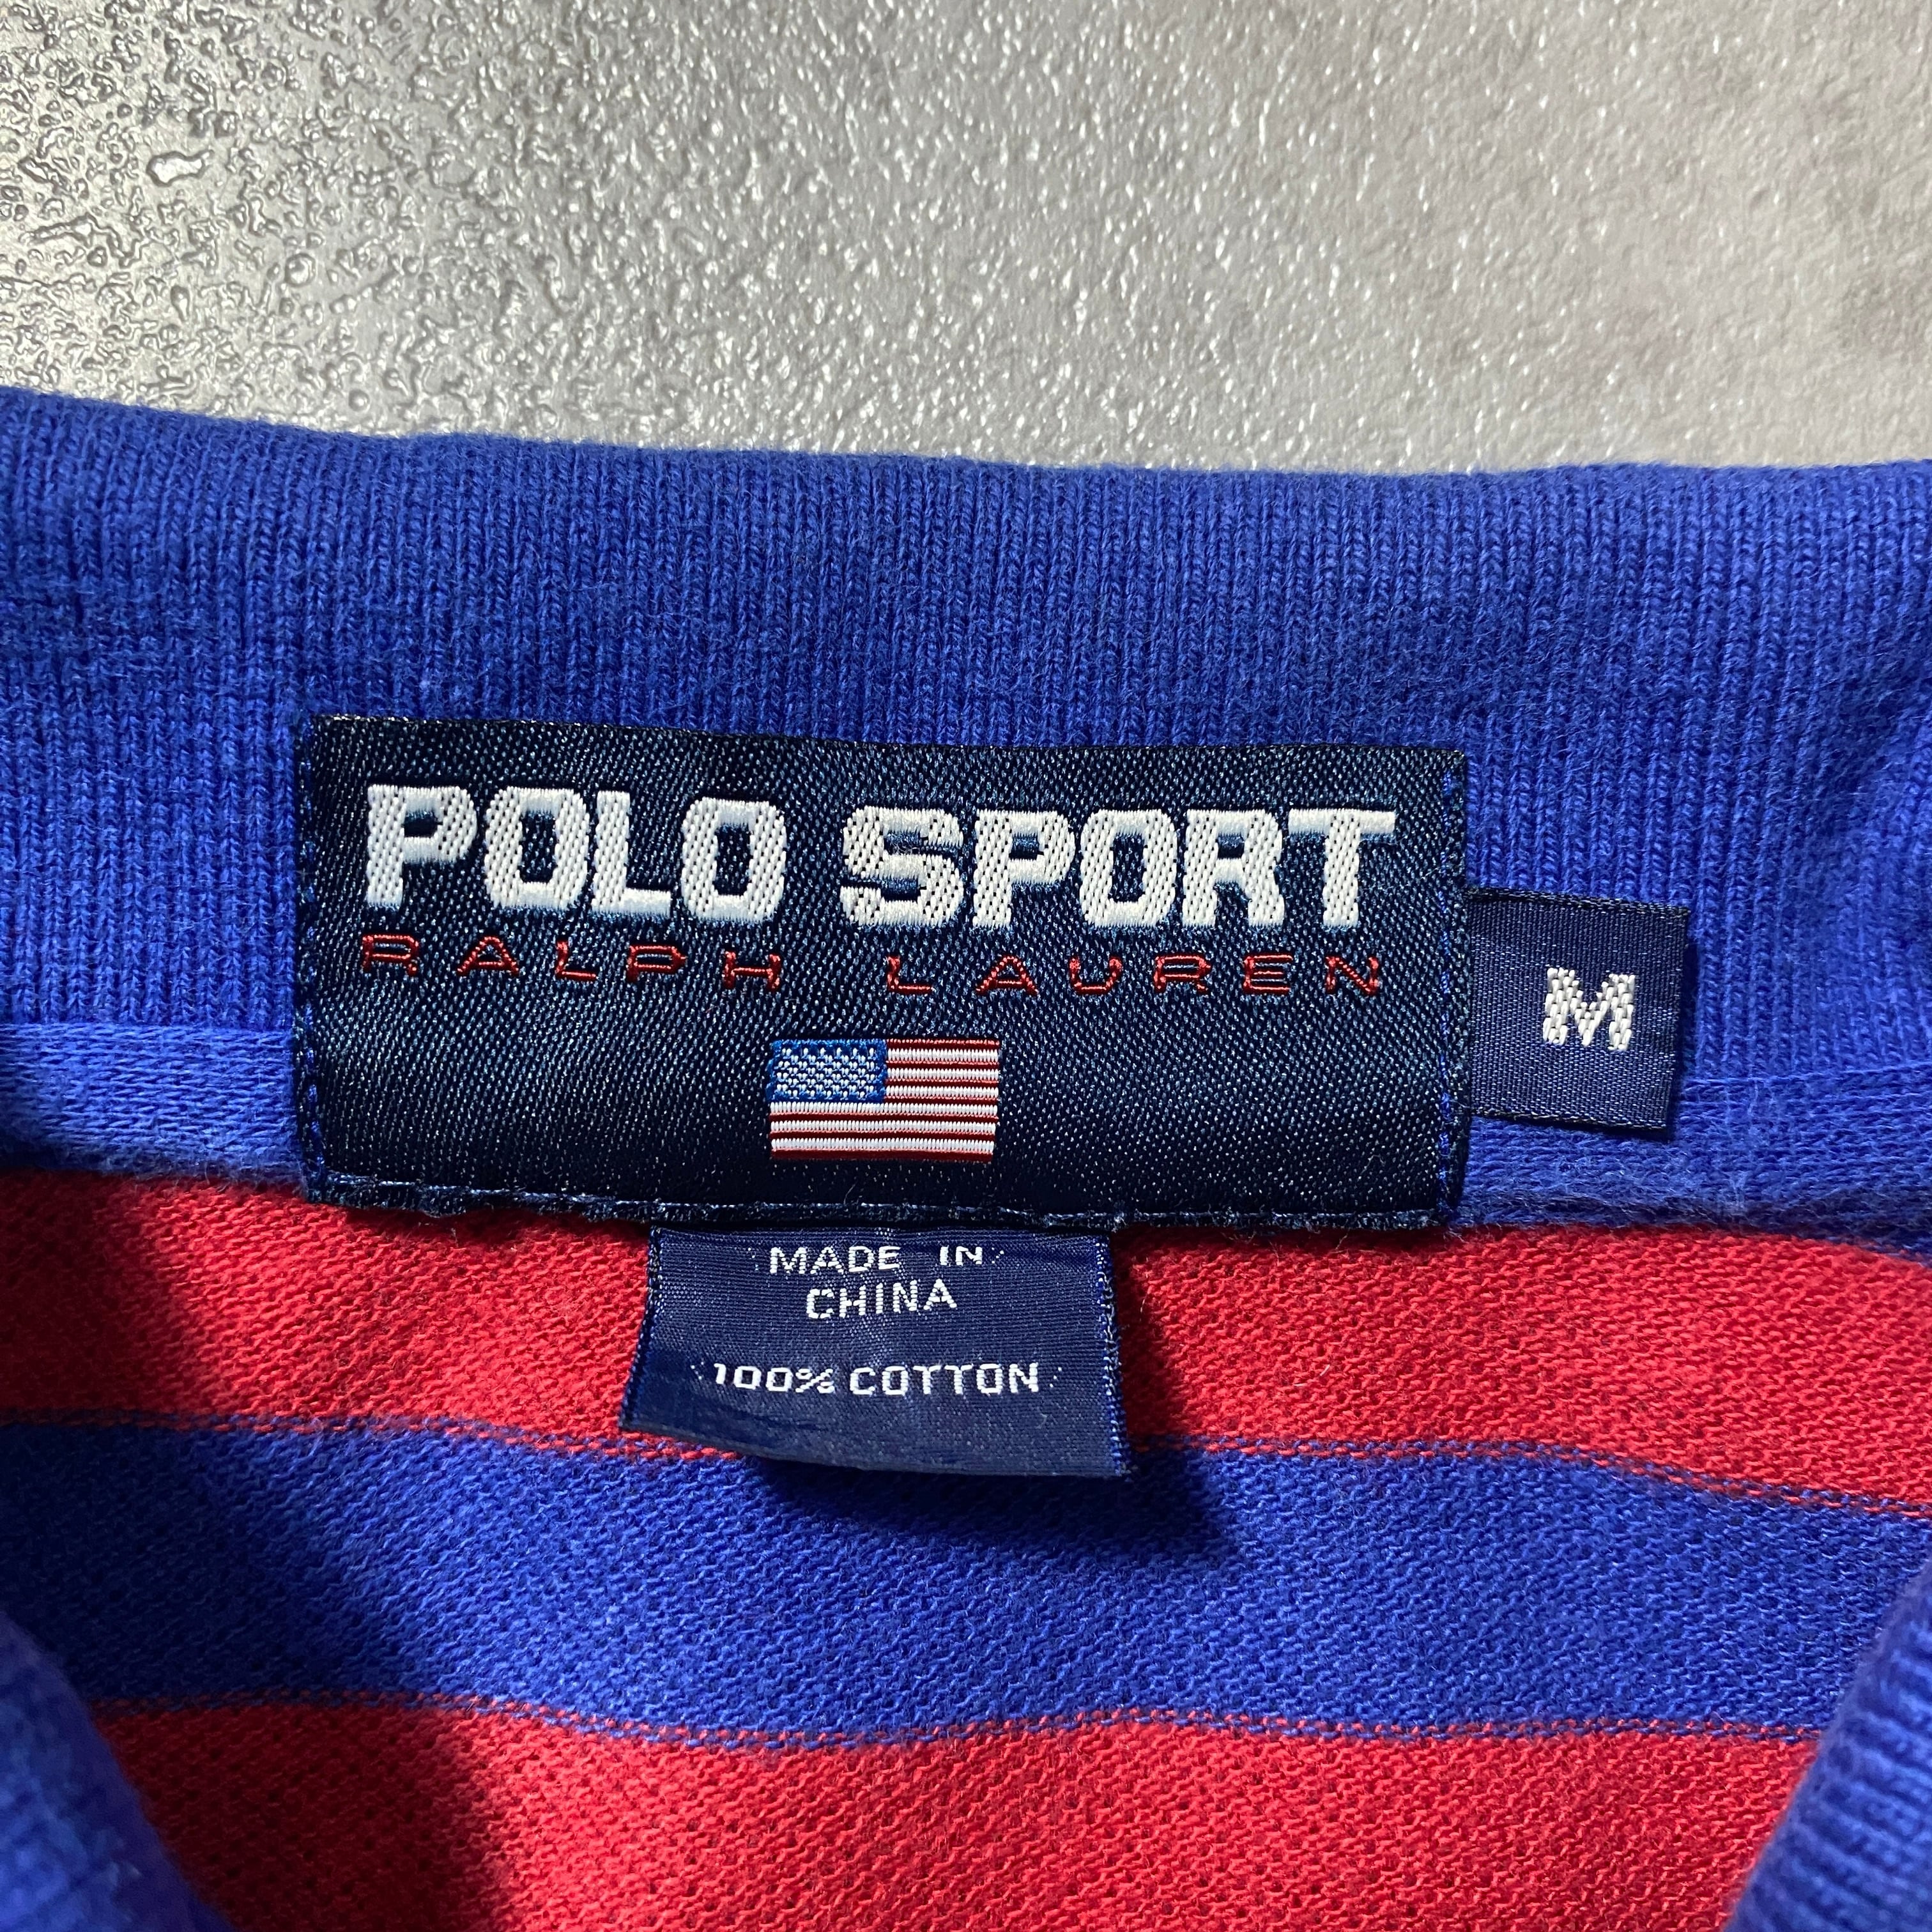 POLO SPORT
RALPH LAUREN
M
MADE IN
CHINA
100% COTTON